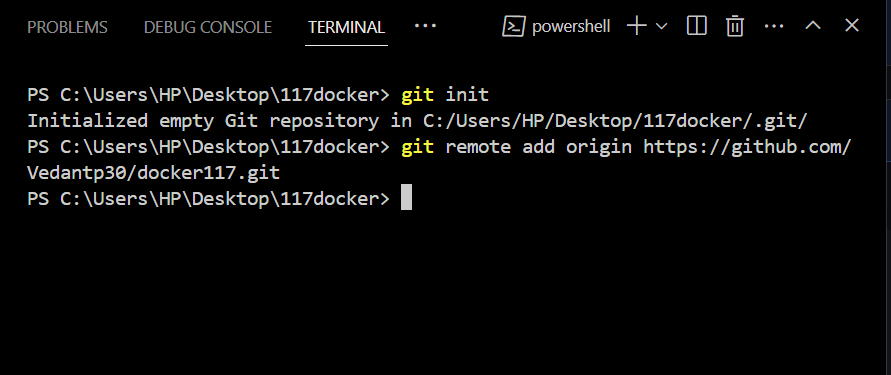 PROBLEMS DEBUG CONSOLE TERMINAL ··· powershell
PS C:\Users\HP\Desktop\117docker> git init
Initialized empty Git repository in C:/Users/HP/Desktop/117docker/.git/
PS C:\Users\HP\Desktop\117docker> git remote add origin https://github.com/
Vedantp30/docker117.git
PS C:\Users\HP\Desktop\117docker>